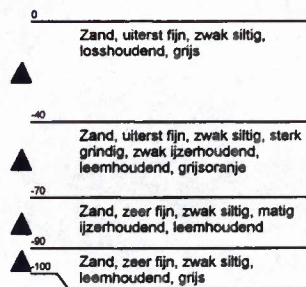 0
Zand, uiterst fijn, zwak siltig,
losshoudend, grijs
-40
Zand, uiterst fijn, zwak siltig, sterk
grindig, zwak ijzerhoudend,
leemhoudend, grijsoranje
-70
Zand, zeer fijn, zwak siltig, matig
ijzerhoudend, leemhoudend
-90
Zand, zeer fijn, zwak siltig,
-100
leemhoudend, grijs